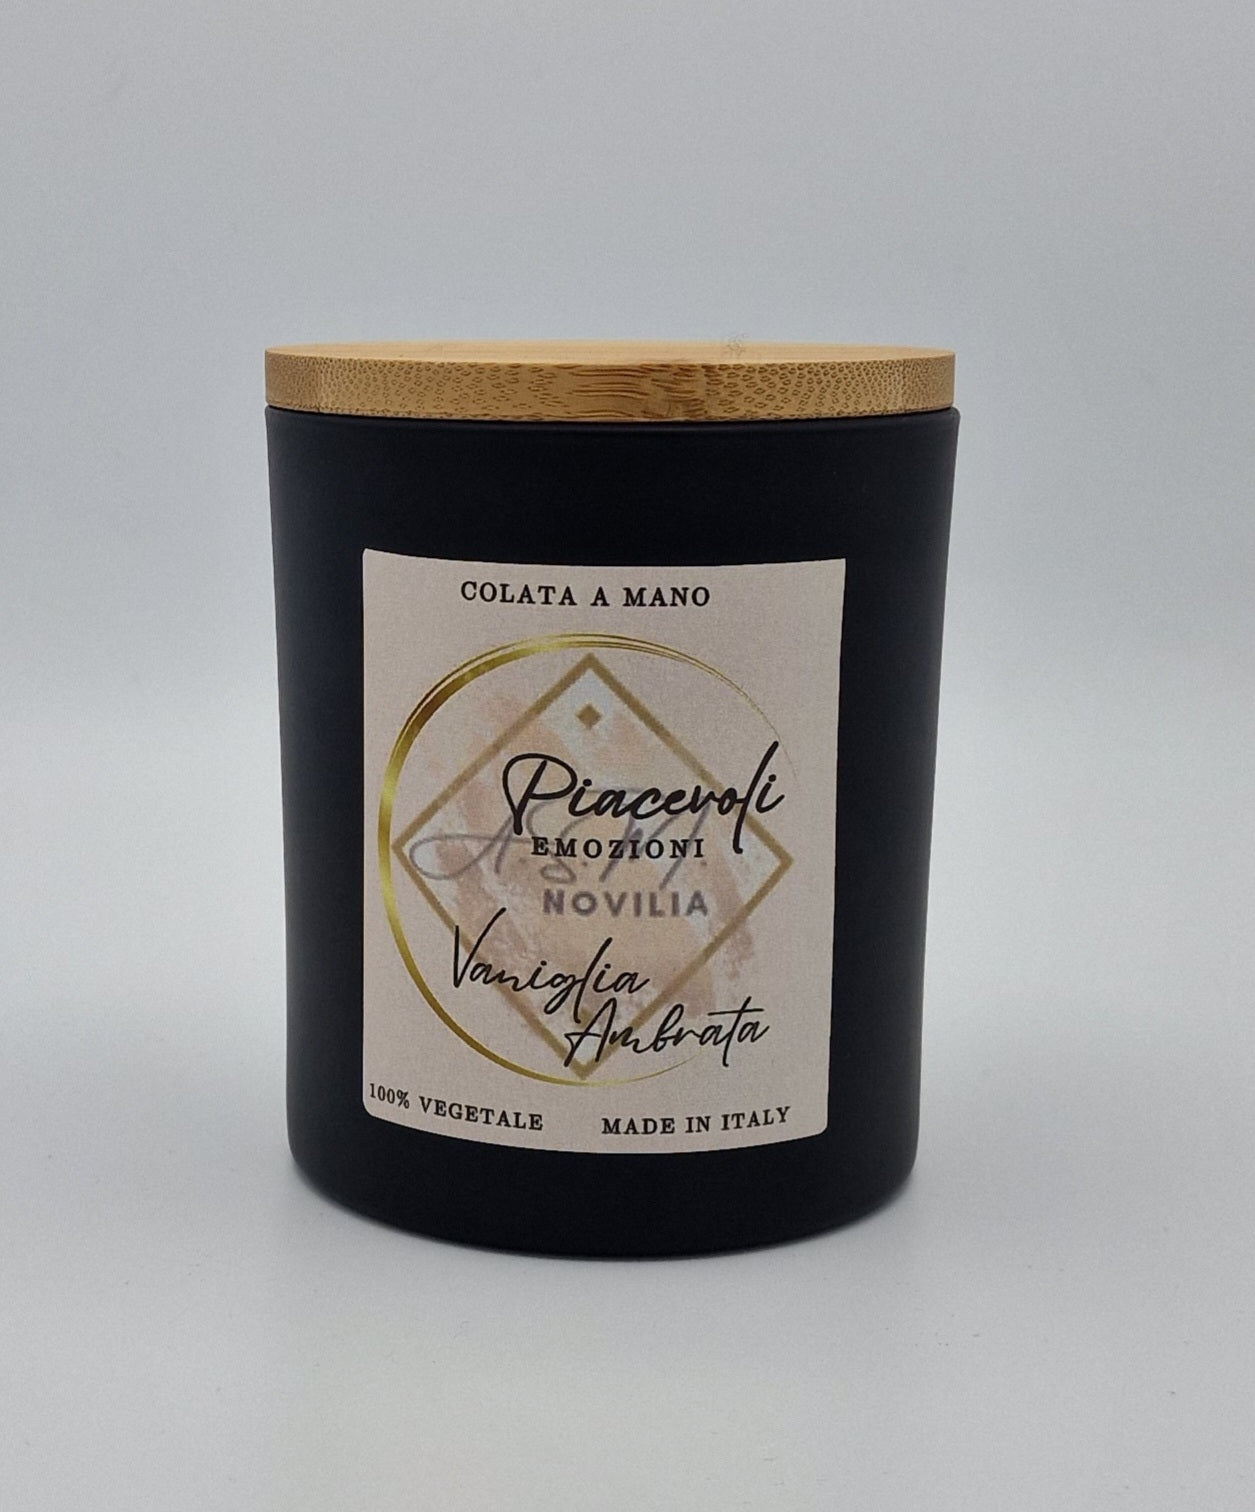 COLATA A MANO
Piacevoli
EMOZIONI
A.S.M.
NOVILIA
Vaniglia
Ambrata
100% VEGETALE MADE IN ITALY